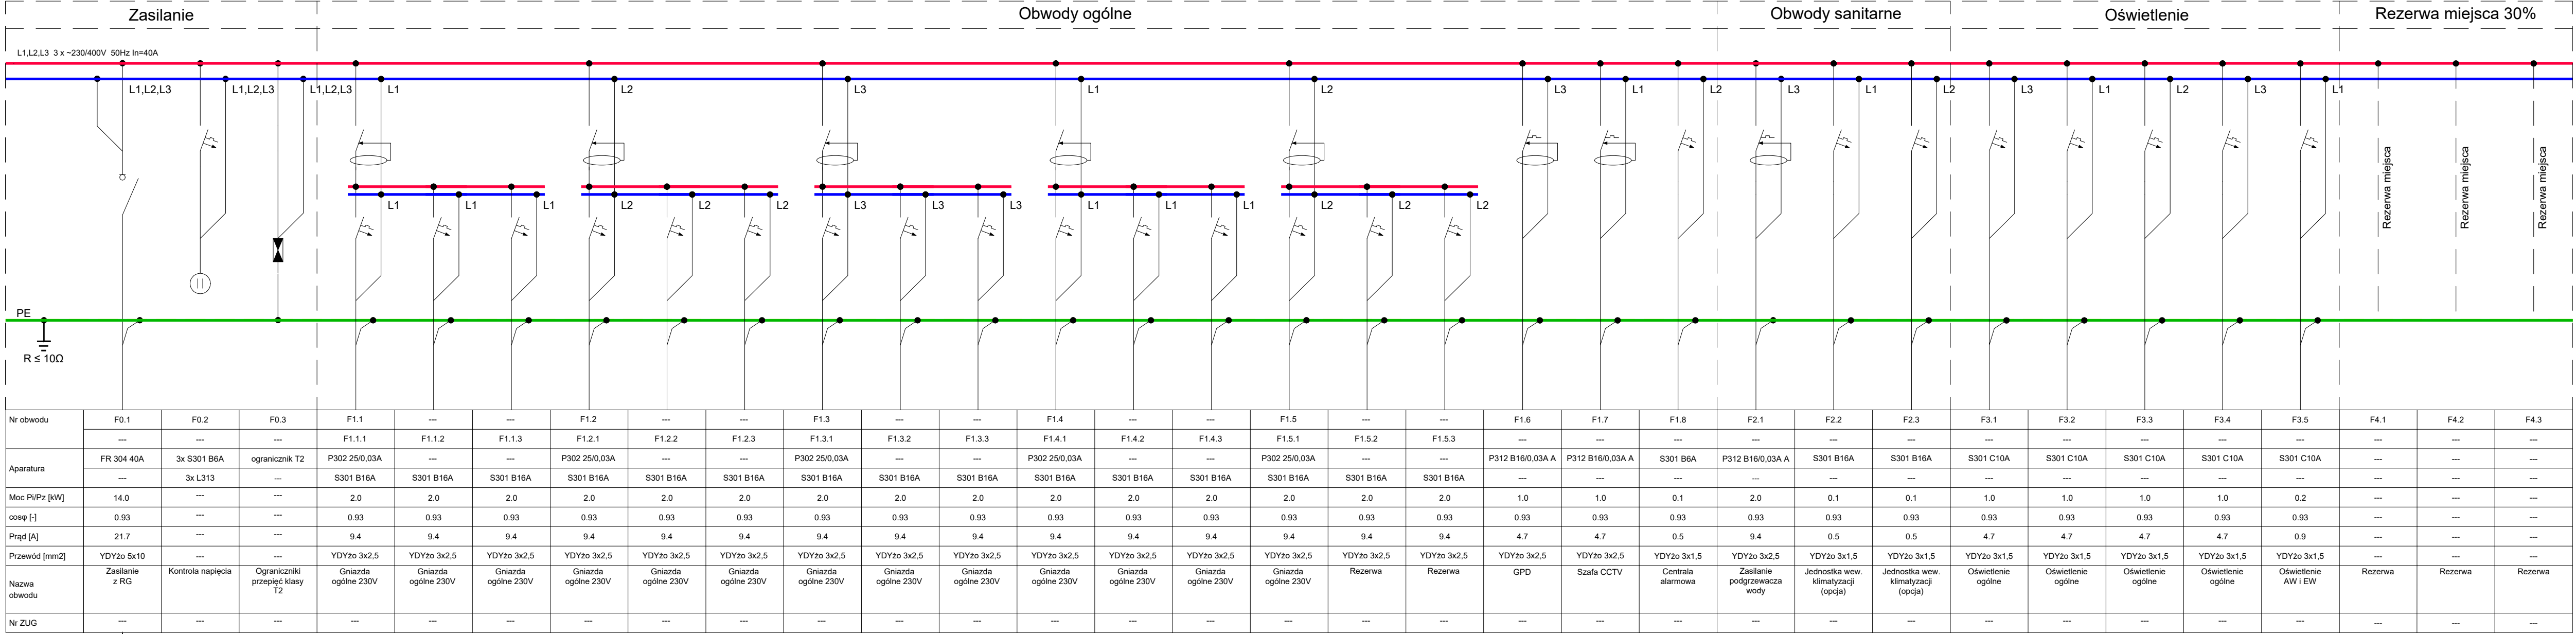 Zasilanie Obwody ogólne Obwody sanitarne Oświetlenie Rezerwa miejsca 30%
L1,L2,L3 3 x ~230/400V 50Hz In=40A
L1,L2,L3 L1,L2,L3 L1,L2,L3 L1 L2 L3 L1 L2 L3 L1 L2 L3 L1 L2 L3 L1 L2 L3 L1
Rezerwa miejsca Rezerwa miejsca Rezerwa miejsca
L1 L1 L1 L2 L2 L2 L3 L3 L3 L1 L1 L1 L2 L2 L2
PE
R ≤ 10Ω
Nr obwodu F0.1 F0.2 F0.3 F1.1 --- --- F1.2 --- --- F1.3 --- --- F1.4 --- --- F1.5 --- --- F1.6 F1.7 F1.8 F2.1 F2.2 F2.3 F3.1 F3.2 F3.3 F3.4 F3.5 F4.1 F4.2 F4.3
--- --- --- F1.1.1 F1.1.2 F1.1.3 F1.2.1 F1.2.2 F1.2.3 F1.3.1 F1.3.2 F1.3.3 F1.4.1 F1.4.2 F1.4.3 F1.5.1 F1.5.2 F1.5.3 --- --- --- --- --- --- --- --- --- --- --- --- --- ---
Aparatura FR 304 40A 3x S301 B6A ogranicznik T2 P302 25/0,03A --- --- P302 25/0,03A --- --- P302 25/0,03A --- --- P302 25/0,03A --- --- P302 25/0,03A --- --- P312 B16/0,03A A P312 B16/0,03A A S301 B6A P312 B16/0,03A A S301 B16A S301 B16A S301 C10A S301 C10A S301 C10A S301 C10A S301 C10A --- --- ---
--- 3x L313 --- S301 B16A S301 B16A S301 B16A S301 B16A S301 B16A S301 B16A S301 B16A S301 B16A S301 B16A S301 B16A S301 B16A S301 B16A S301 B16A S301 B16A S301 B16A --- --- --- --- --- --- --- --- --- --- --- --- --- ---
Moc Pi/Pz [kW] 14.0 --- --- 2.0 2.0 2.0 2.0 2.0 2.0 2.0 2.0 2.0 2.0 2.0 2.0 2.0 2.0 2.0 1.0 1.0 0.1 2.0 0.1 0.1 1.0 1.0 1.0 1.0 0.2 --- --- ---
cosφ [-] 0.93 --- --- 0.93 0.93 0.93 0.93 0.93 0.93 0.93 0.93 0.93 0.93 0.93 0.93 0.93 0.93 0.93 0.93 0.93 0.93 0.93 0.93 0.93 0.93 0.93 0.93 0.93 0.93 --- --- ---
Prąd [A] 21.7 --- --- 9.4 9.4 9.4 9.4 9.4 9.4 9.4 9.4 9.4 9.4 9.4 9.4 9.4 9.4 9.4 4.7 4.7 0.5 9.4 0.5 0.5 4.7 4.7 4.7 4.7 0.9 --- --- ---
Przewód [mm2] YDYżo 5x10 --- --- YDYżo 3x2,5 YDYżo 3x2,5 YDYżo 3x2,5 YDYżo 3x2,5 YDYżo 3x2,5 YDYżo 3x2,5 YDYżo 3x2,5 YDYżo 3x2,5 YDYżo 3x2,5 YDYżo 3x2,5 YDYżo 3x2,5 YDYżo 3x2,5 YDYżo 3x2,5 YDYżo 3x2,5 YDYżo 3x2,5 YDYżo 3x2,5 YDYżo 3x2,5 YDYżo 3x1,5 YDYżo 3x2,5 YDYżo 3x1,5 YDYżo 3x1,5 YDYżo 3x1,5 YDYżo 3x1,5 YDYżo 3x1,5 YDYżo 3x1,5 YDYżo 3x1,5 --- --- ---
Zasilanie Kontrola napięcia Ograniczniki Gniazda Gniazda Gniazda Gniazda Gniazda Gniazda Gniazda Gniazda Gniazda Gniazda Gniazda Gniazda Gniazda Rezerwa Rezerwa GPD Szafa CCTV Centrala Zasilanie Jednostka wew. Jednostka wew. Oświetlenie Oświetlenie Oświetlenie Oświetlenie Oświetlenie Rezerwa Rezerwa Rezerwa
Nazwa z RG przepięć klasy ogólne 230V ogólne 230V ogólne 230V ogólne 230V ogólne 230V ogólne 230V ogólne 230V ogólne 230V ogólne 230V ogólne 230V ogólne 230V ogólne 230V ogólne 230V alarmowa podgrzewacza klimatyzacji klimatyzacji ogólne ogólne ogólne ogólne AW i EW
obwodu T2 wody (opcja) (opcja)
Nr ZUG --- --- --- --- --- --- --- --- --- --- --- --- --- --- --- --- --- --- --- --- --- --- --- --- --- --- --- --- --- --- --- ---